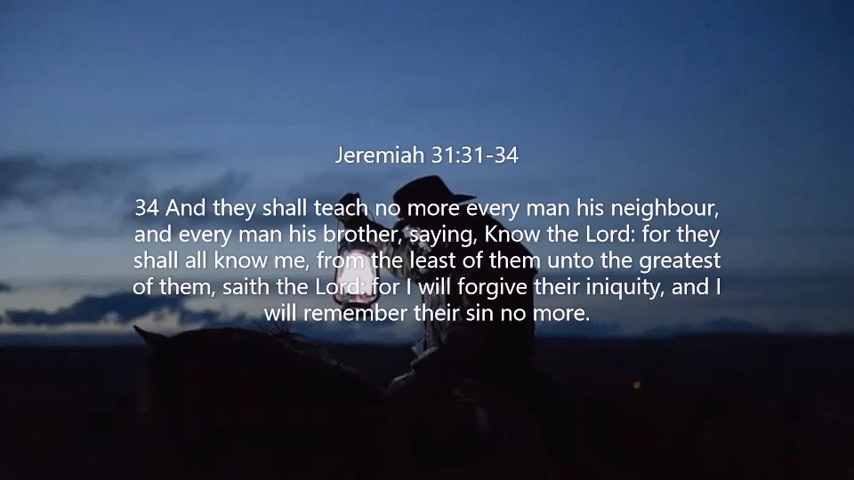 Jeremiah 31:31-34
34 And they shall teach no more every man his neighbour,
and every man his brother, saying, Know the Lord: for they
shall all know me, from the least of them unto the greatest
of them, saith the Lord: for I will forgive their iniquity, and I
will remember their sin no more.